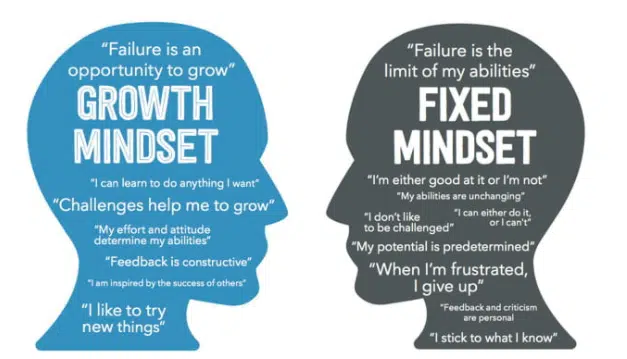 “Failure is an
opportunity to grow”
GROWTH
MINDSET
“I can learn to do anything I want”
“Challenges help me to grow”
“My effort and attitude
determine my abilities”
“Feedback is constructive”
“I am inspired by the success of others”
“I like to try
new things”
“Failure is the
limit of my abilities”
FIXED
MINDSET
“I’m either good at it or I’m not”
“My abilities are unchanging”
“I don’t like
to be challenged”
“I can either do it,
or I can’t”
“My potential is predetermined”
“When I’m frustrated,
I give up”
“Feedback and criticism
are personal
“I stick to what I know”